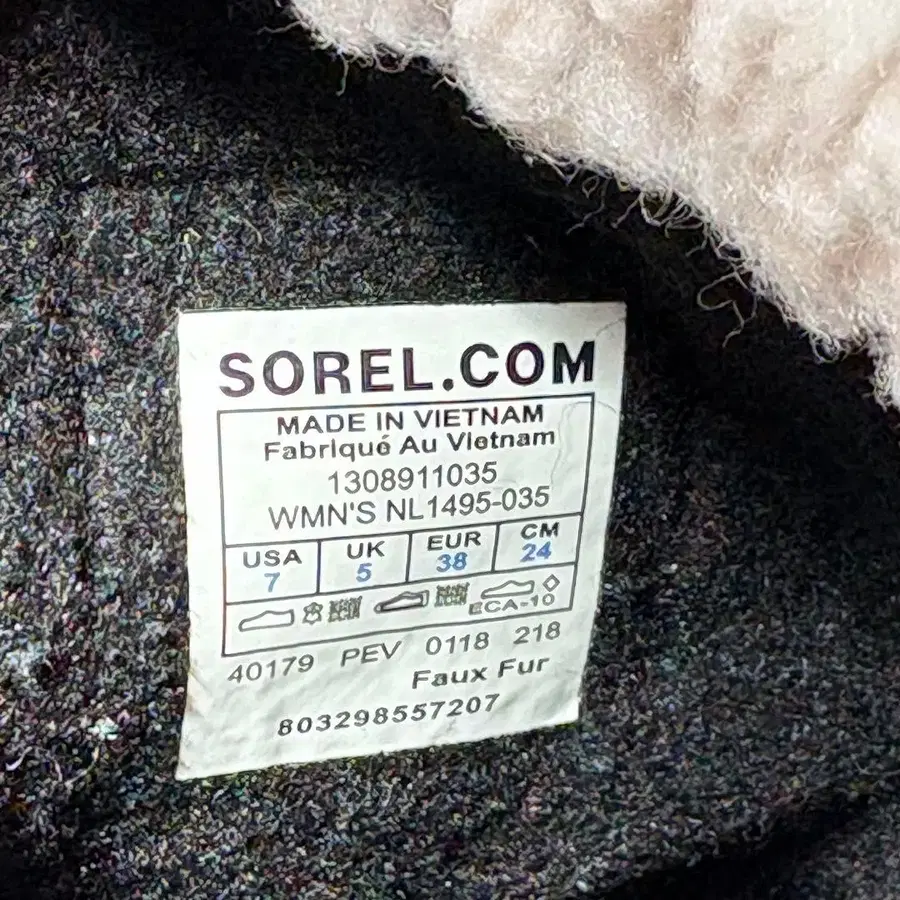 SOREL.COM
MADE IN VIETNAM
Fabriqué Au Vietnam
1308911035
WMN'S NL1495-035
USA UK EUR CM
7 5 38 24
ECA-10
40179 PEV 0118 218
Faux Fur
803298557207